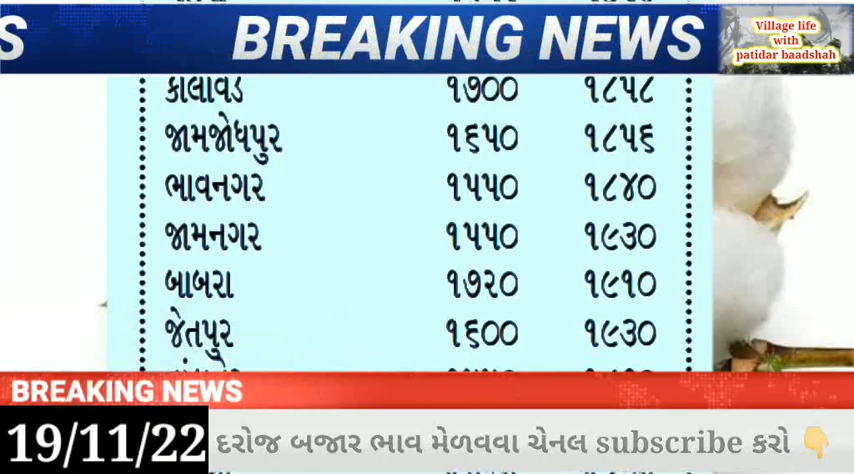 S BREAKING NEWS
Village life
with
patidar baadshah
કાલાવડ ૧૭૦૦ ૧૮૫૮
જામજોધપુર ૧૬૫૦ ૧૮૫૬
ભાવનગર ૧૫૫૦ ૧૮૪૦
જામનગર ૧૫૫૦ ૧૯૩૦
બાબરા ૧૭૨૦ ૧૯૧૦
જેતપુર ૧૬૦૦ ૧૯૩૦
BREAKING NEWS
19/11/22 દરોજ બજાર ભાવ મેળવવા ચેનલ subscribe કરો 👇